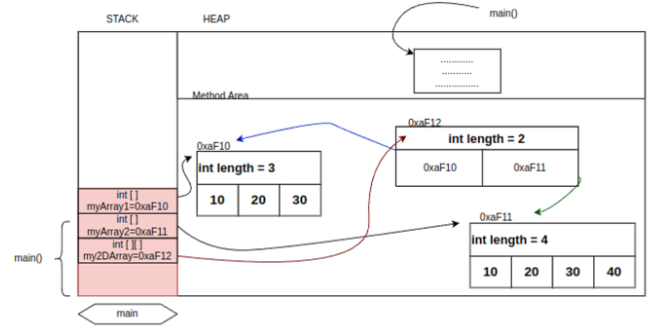 STACK
HEAP
main()
............
...........
.................
Method Area
0xaF10
int length = 3
10 20 30
0xaF12
int length = 2
0xaF10 0xaF11
0xaF11
int length = 4
10 20 30 40
int [ ]
myArray1=0xaF10
int [ ]
myArray2=0xaF11
int [ ][ ]
my2DArray=0xaF12
main()
main